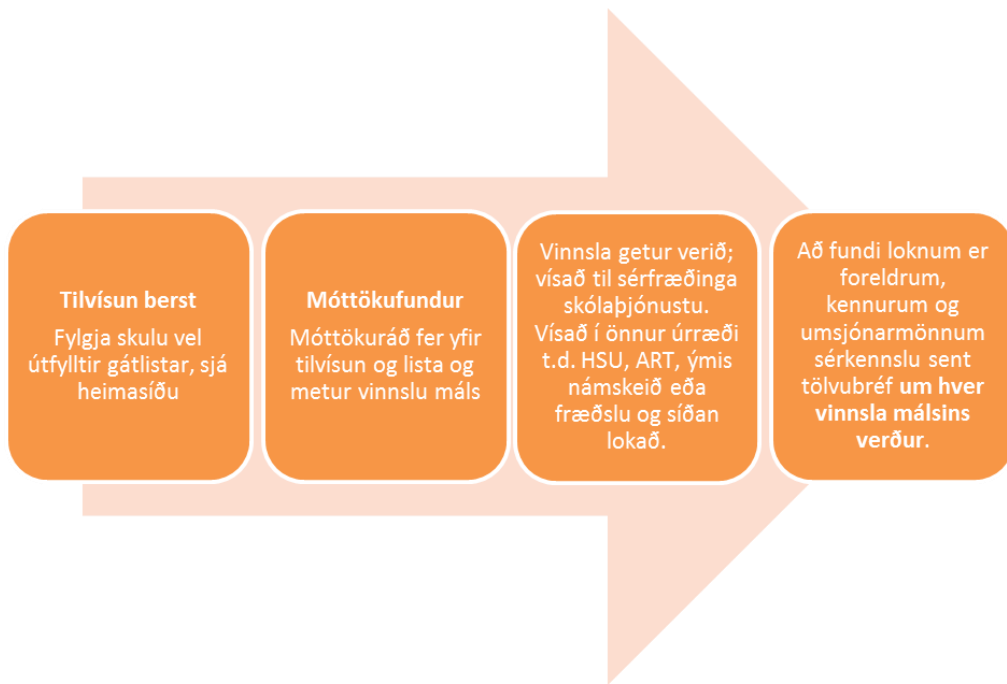 Tilvísun berst
Fylgja skulu vel
útfylltir gátlistar, sjá
heimasíðu
Móttökufundur
Móttökuráð fer yfir
tilvísun og lista og
metur vinnslu máls
Vinnsla getur verið;
vísað til sérfræðinga
skólaþjónustu.
Vísað í önnur úrræði
t.d. HSU, ART, ýmis
námskeið eða
fræðslu og síðan
lokað.
Að fundi loknum er
foreldrum,
kennurum og
umsjónarmönnum
sérkennslu sent
tölvubréf um hver
vinnsla málsins
verður.